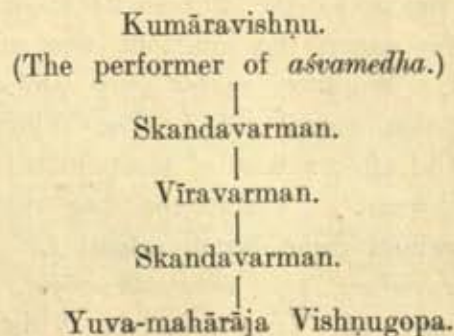 Kumāravishṇu.
(The performer of aśvamedha.)
Skandavarman.
Vīravarman.
Skandavarman.
Yuva-mahārāja Vishṇugopa.